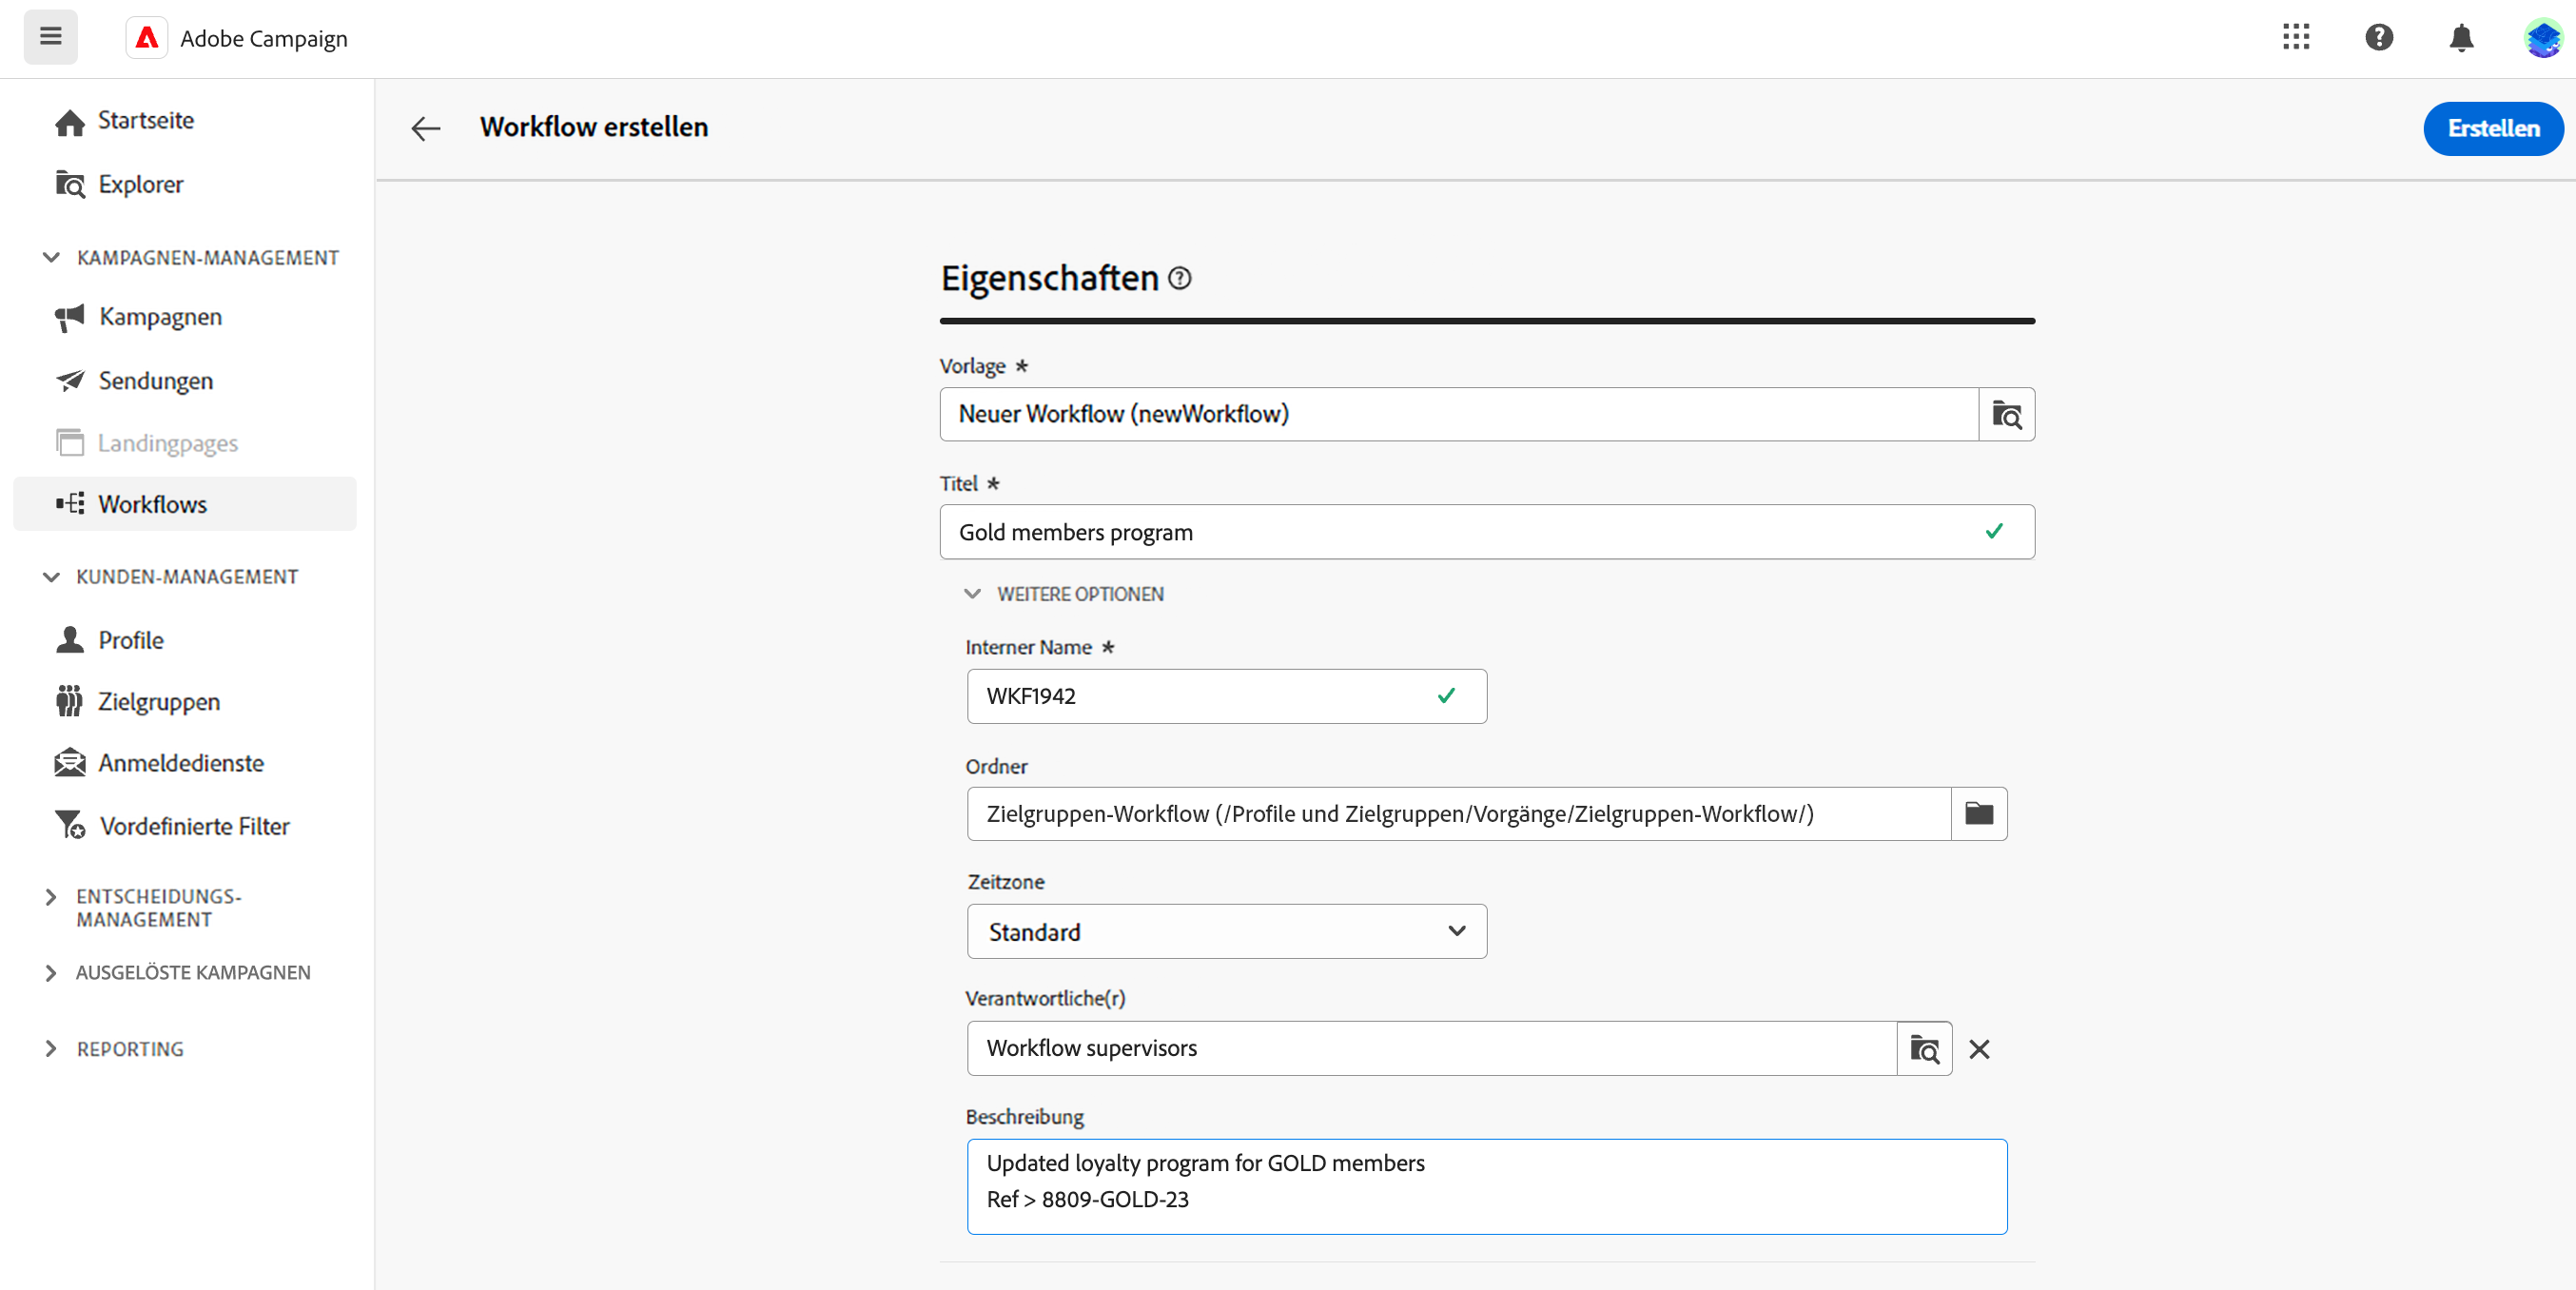 Adobe Campaign
Startseite
Explorer
KAMPAGNEN-MANAGEMENT
Kampagnen
Sendungen
Landingpages
Workflows
KUNDEN-MANAGEMENT
Profile
Zielgruppen
Anmeldedienste
Vordefinierte Filter
ENTSCHEIDUNGS-
MANAGEMENT
AUSGELÖSTE KAMPAGNEN
REPORTING
Workflow erstellen
Erstellen
Eigenschaften
Vorlage *
Neuer Workflow (newWorkflow)
Titel *
Gold members program
WEITERE OPTIONEN
Interner Name *
WKF1942
Ordner
Zielgruppen-Workflow (/Profile und Zielgruppen/Vorgänge/Zielgruppen-Workflow/)
Zeitzone
Standard
Verantwortliche(r)
Workflow supervisors
Beschreibung
Updated loyalty program for GOLD members
Ref > 8809-GOLD-23